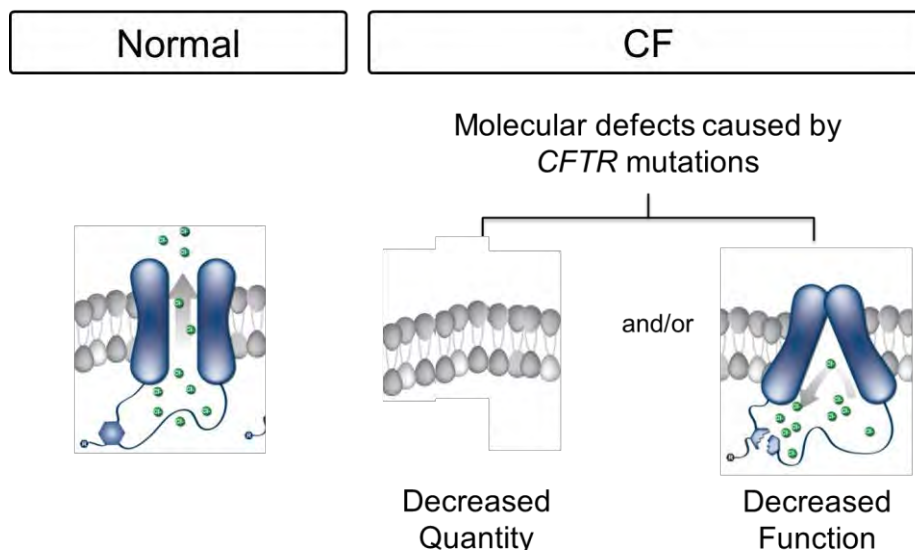 Normal
CF
Molecular defects caused by
CFTR mutations
and/or
Decreased
Quantity
Decreased
Function